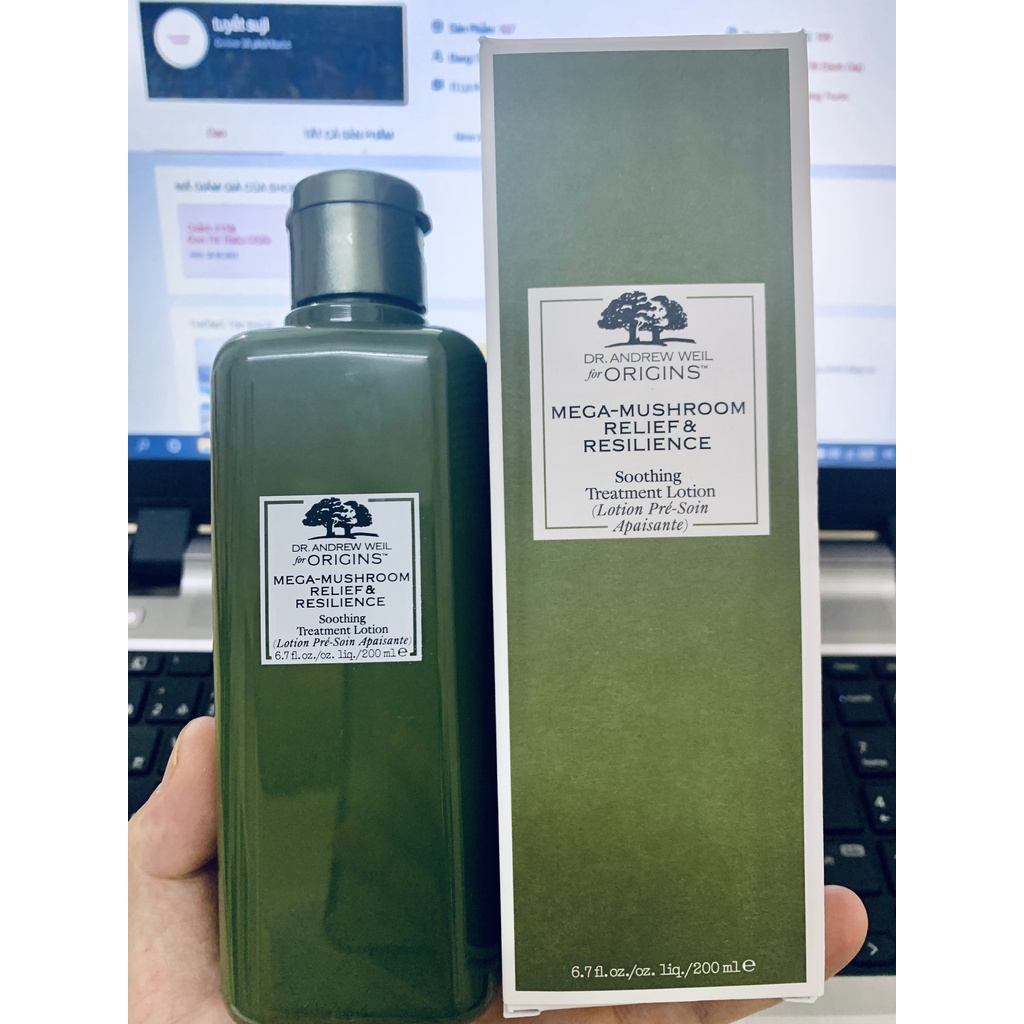 tuyết suji
DR. ANDREW WEIL
for ORIGINS™
MEGA-MUSHROOM
RELIEF &
RESILIENCE
Soothing
Treatment Lotion
(Lotion Pré-Soin Apaisante)
6.7 fl.oz./oz. liq./200 ml e
DR. ANDREW WEIL
for ORIGINS™
MEGA-MUSHROOM
RELIEF &
RESILIENCE
Soothing
Treatment Lotion
(Lotion Pré-Soin
Apaisante)
6.7 fl.oz./oz. liq./200 ml e